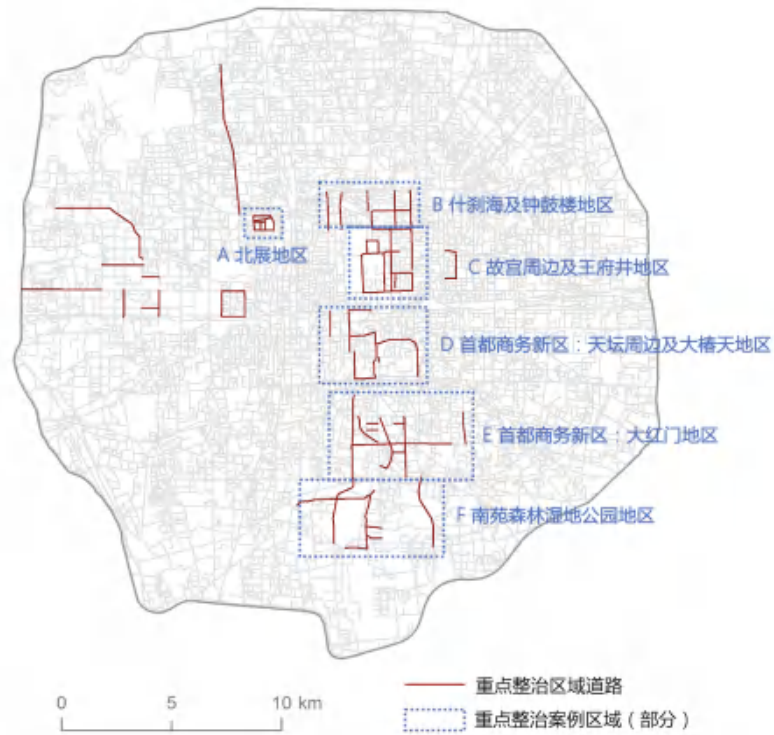 B 什刹海及钟鼓楼地区
A 北展地区
C 故宫周边及王府井地区
D 首都商务新区：天坛周边及大椿天地区
E 首都商务新区：大红门地区
F 南苑森林湿地公园地区
重点整治区域道路
0 5 10 km
重点整治案例区域（部分）